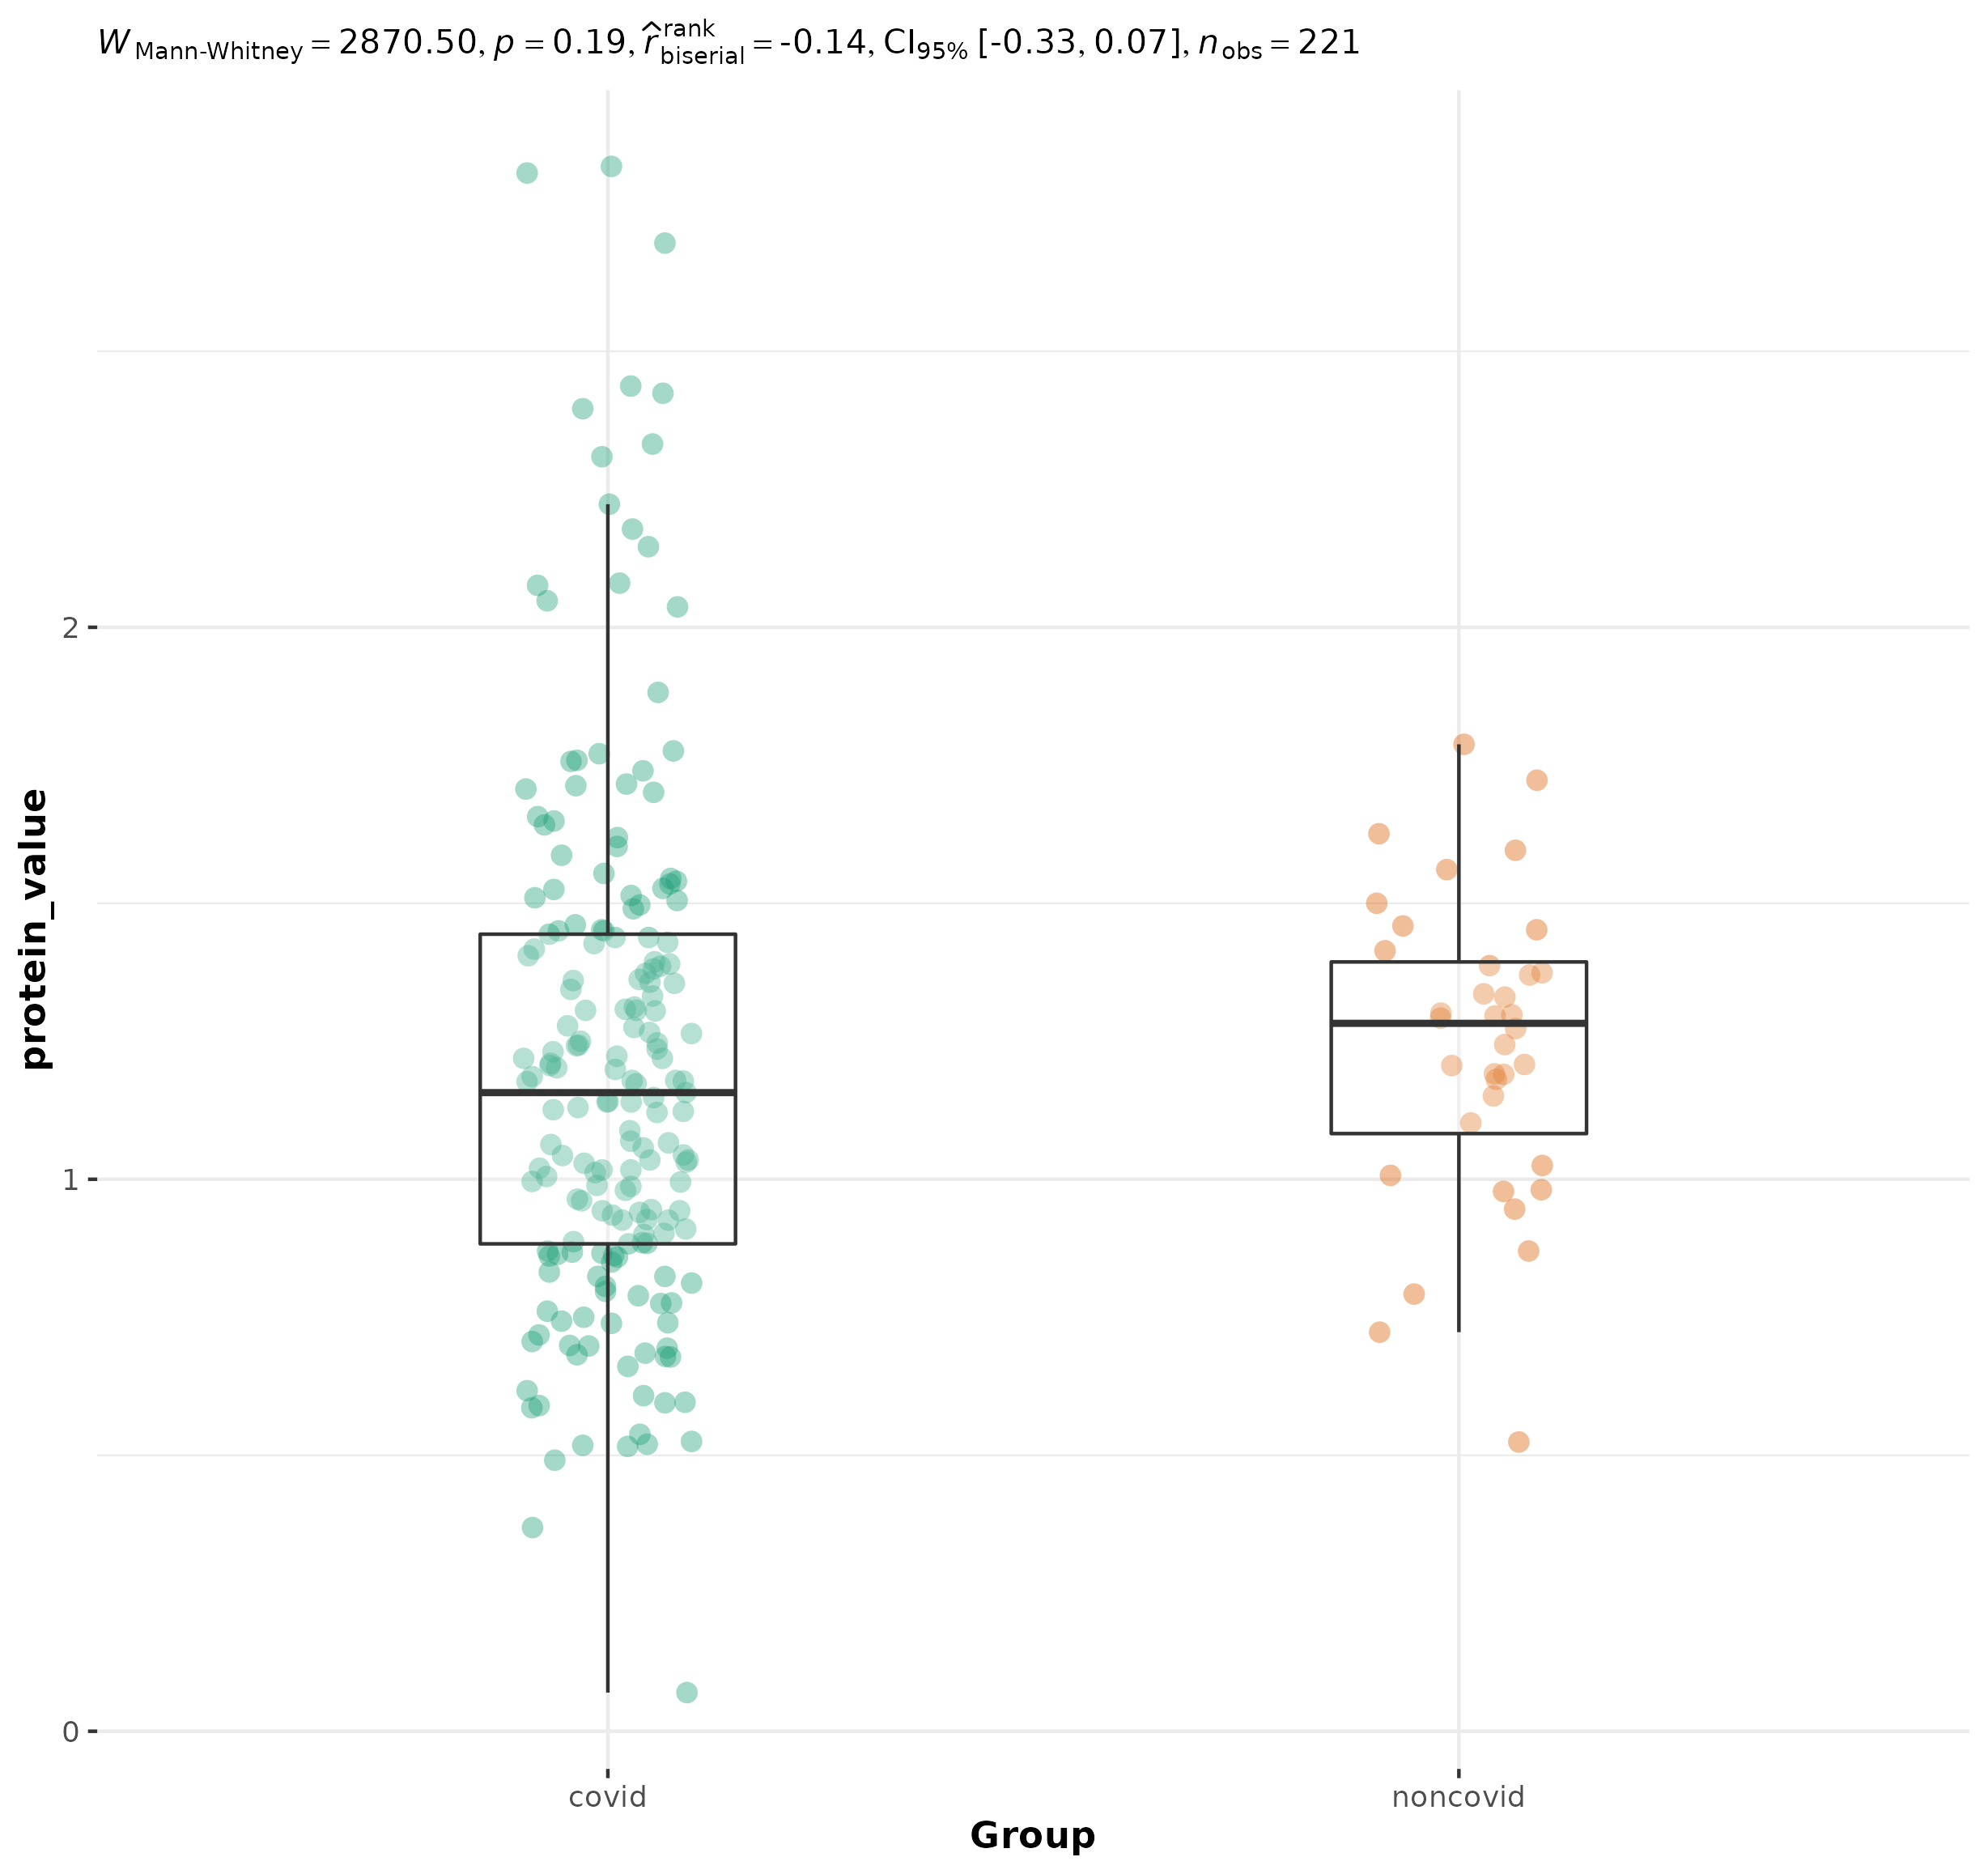 W Mann-Whitney = 2870.50, p = 0.19, r̂ rank biserial = -0.14, CI95% [-0.33, 0.07], nobs = 221
protein_value
2
1
0
covid noncovid
Group